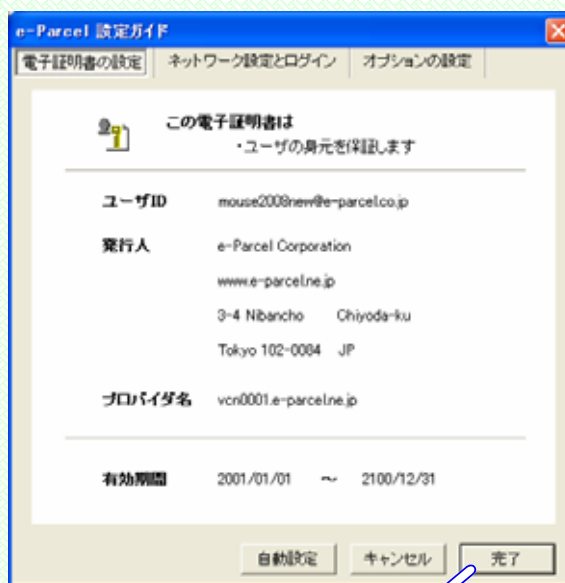 e-Parcel 設定ガイド
電子証明書の設定 ネットワーク設定とログイン オプションの設定
この電子証明書は
・ユーザの身元を保証します
ユーザID mouse2008new@e-parcel.co.jp
発行人 e-Parcel Corporation
www.e-parcel.ne.jp
3-4 Nibancho Chiyoda-ku
Tokyo 102-0084 JP
プロバイダ名 vcn0001.e-parcel.ne.jp
有効期間 2001/01/01 ～ 2100/12/31
自動設定 キャンセル 完了